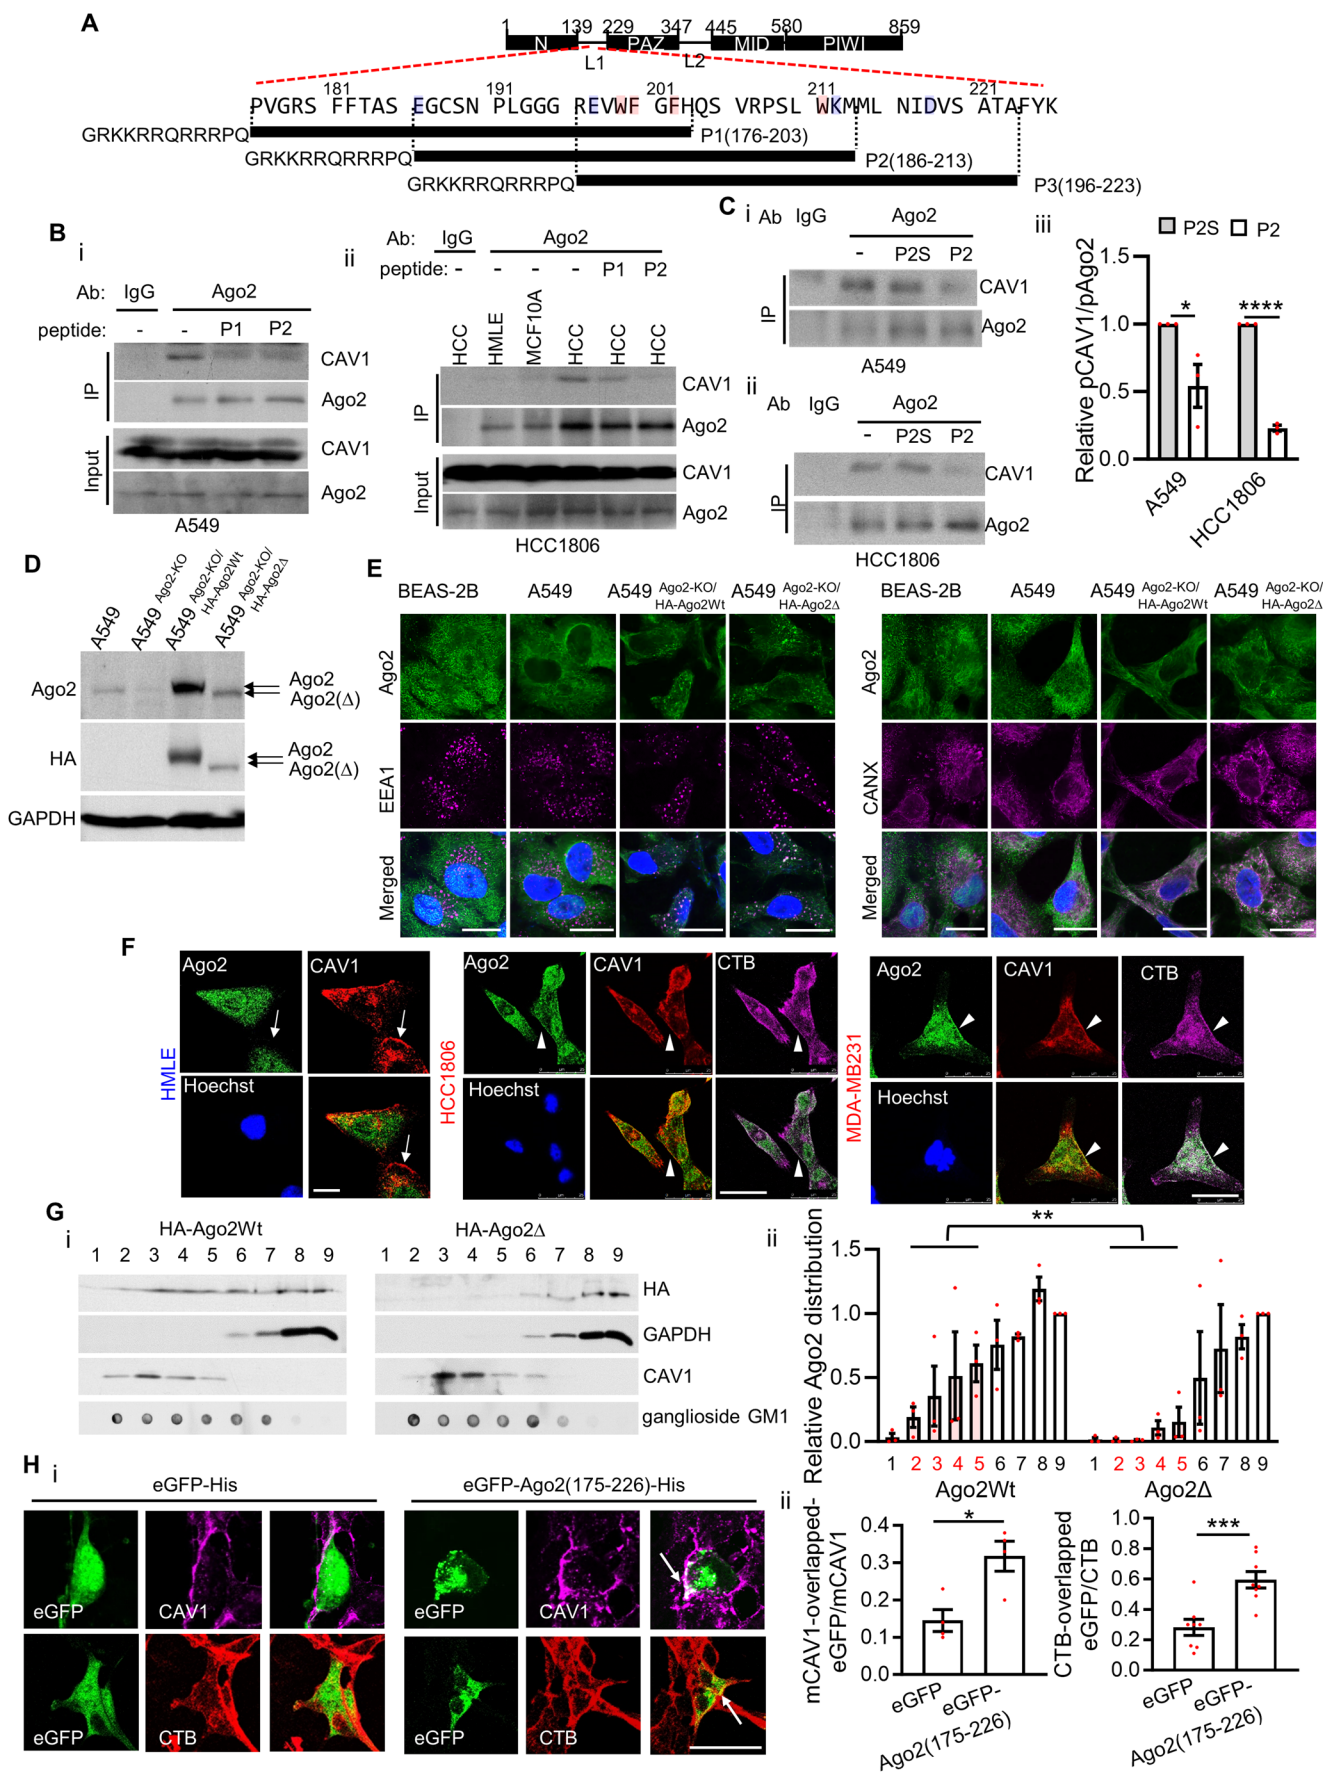 A
1 139 229 347 445 580 859
N PAZ MID PIWI
L1 L2
181 191 201 211 221
PVGRS FFTAS EGCSN PLGGG REVWF GFHQS VRPSL WKMML NIDVS ATAFYK
GRKKRRQRRRPQ P1(176-203)
GRKKRRQRRRPQ P2(186-213)
GRKKRRQRRRPQ P3(196-223)
B
i
Ab: IgG Ago2
peptide: - - P1 P2
IP
CAV1
Ago2
Input
CAV1
Ago2
A549
ii
Ab: IgG Ago2
peptide: - - - - P1 P2
HCC HMLE MCF10A HCC HCC HCC
IP
CAV1
Ago2
Input
CAV1
Ago2
HCC1806
C
i
Ab IgG Ago2
- P2S P2
IP
CAV1
Ago2
A549
ii
Ab IgG Ago2
- P2S P2
IP
CAV1
Ago2
HCC1806
iii
P2S P2
Relative pCAV1/pAgo2
1.5
1.0
0.5
0.0
* ****
A549 HCC1806
D
A549 A549 Ago2-KO A549 Ago2-KO/HA-Ago2Wt A549 Ago2-KO/HA-Ago2Δ
Ago2
Ago2
Ago2(Δ)
HA
Ago2
Ago2(Δ)
GAPDH
E
BEAS-2B A549 A549 Ago2-KO/HA-Ago2Wt A549 Ago2-KO/HA-Ago2Δ
Ago2
EEA1
Merged
BEAS-2B A549 A549 Ago2-KO/HA-Ago2Wt A549 Ago2-KO/HA-Ago2Δ
Ago2
CANX
Merged
F
HMLE
Ago2 CAV1
Hoechst
HCC1806
Ago2 CAV1 CTB
Hoechst
MDA-MB231
Ago2 CAV1 CTB
Hoechst
G
i
HA-Ago2Wt HA-Ago2Δ
1 2 3 4 5 6 7 8 9 1 2 3 4 5 6 7 8 9
HA
GAPDH
CAV1
ganglioside GM1
ii
Relative Ago2 distribution
**
1.5
1.0
0.5
0.0
1 2 3 4 5 6 7 8 9 1 2 3 4 5 6 7 8 9
Ago2Wt Ago2Δ
H
i
eGFP-His eGFP-Ago2(175-226)-His
eGFP CAV1 eGFP CAV1
eGFP CTB eGFP CTB
ii
mCAV1-overlapped-
eGFP/mCAV1
*
0.4
0.3
0.2
0.1
0.0
eGFP
eGFP-
Ago2(175-226)
CTB-overlapped
eGFP/CTB
***
1.0
0.8
0.6
0.4
0.2
0.0
eGFP
eGFP-
Ago2(175-226)